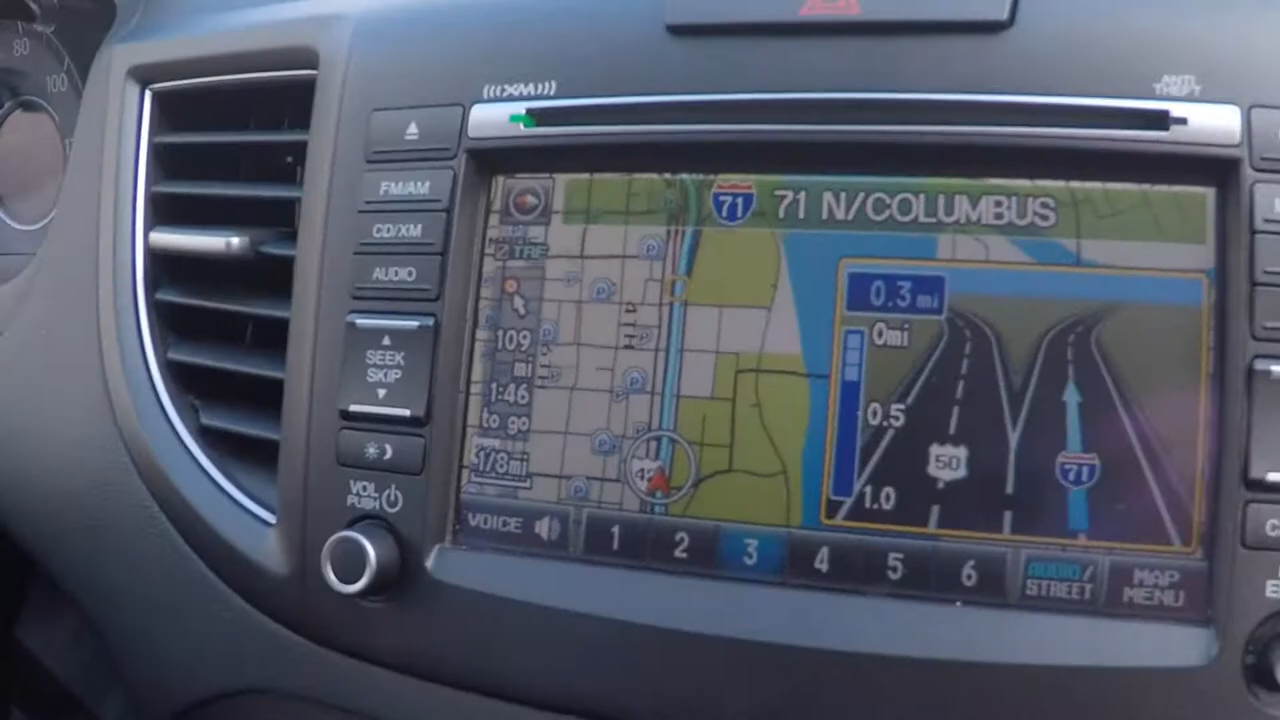 80
100
(((XM)))
ANTI
THEFT
FM/AM
CD/XM
AUDIO
SEEK
SKIP
VOL
PUSH
71 71 N/COLUMBUS
TRF
109
mi
1:46
to go
1/8mi
0.3 mi
0mi
0.5
1.0
50
71
VOICE 1 2 3 4 5 6
AUDIO/
STREET
MAP
MENU